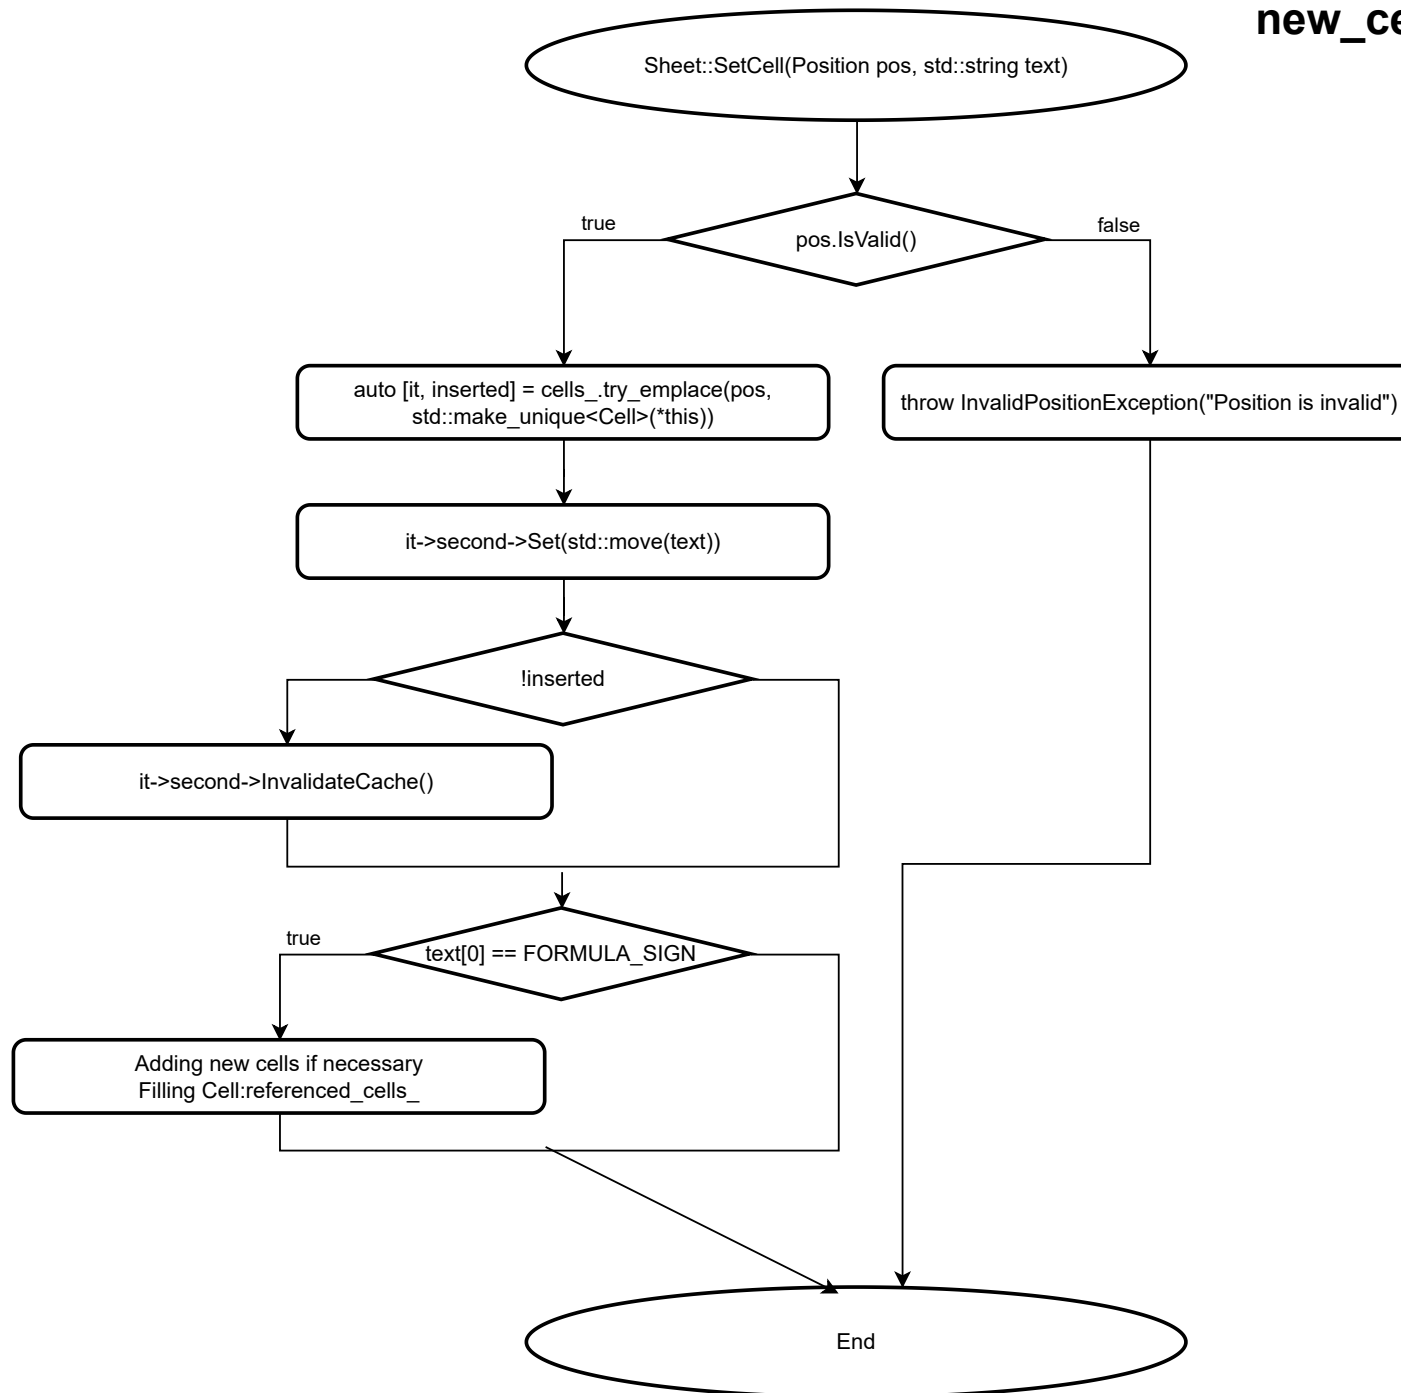 new_ce
Sheet::SetCell(Position pos, std::string text)
true
false
pos.IsValid()
auto [it, inserted] = cells_.try_emplace(pos,
std::make_unique<Cell>(*this))
throw InvalidPositionException("Position is invalid")
it->second->Set(std::move(text))
!inserted
it->second->InvalidateCache()
true
text[0] == FORMULA_SIGN
Adding new cells if necessary
Filling Cell:referenced_cells_
End